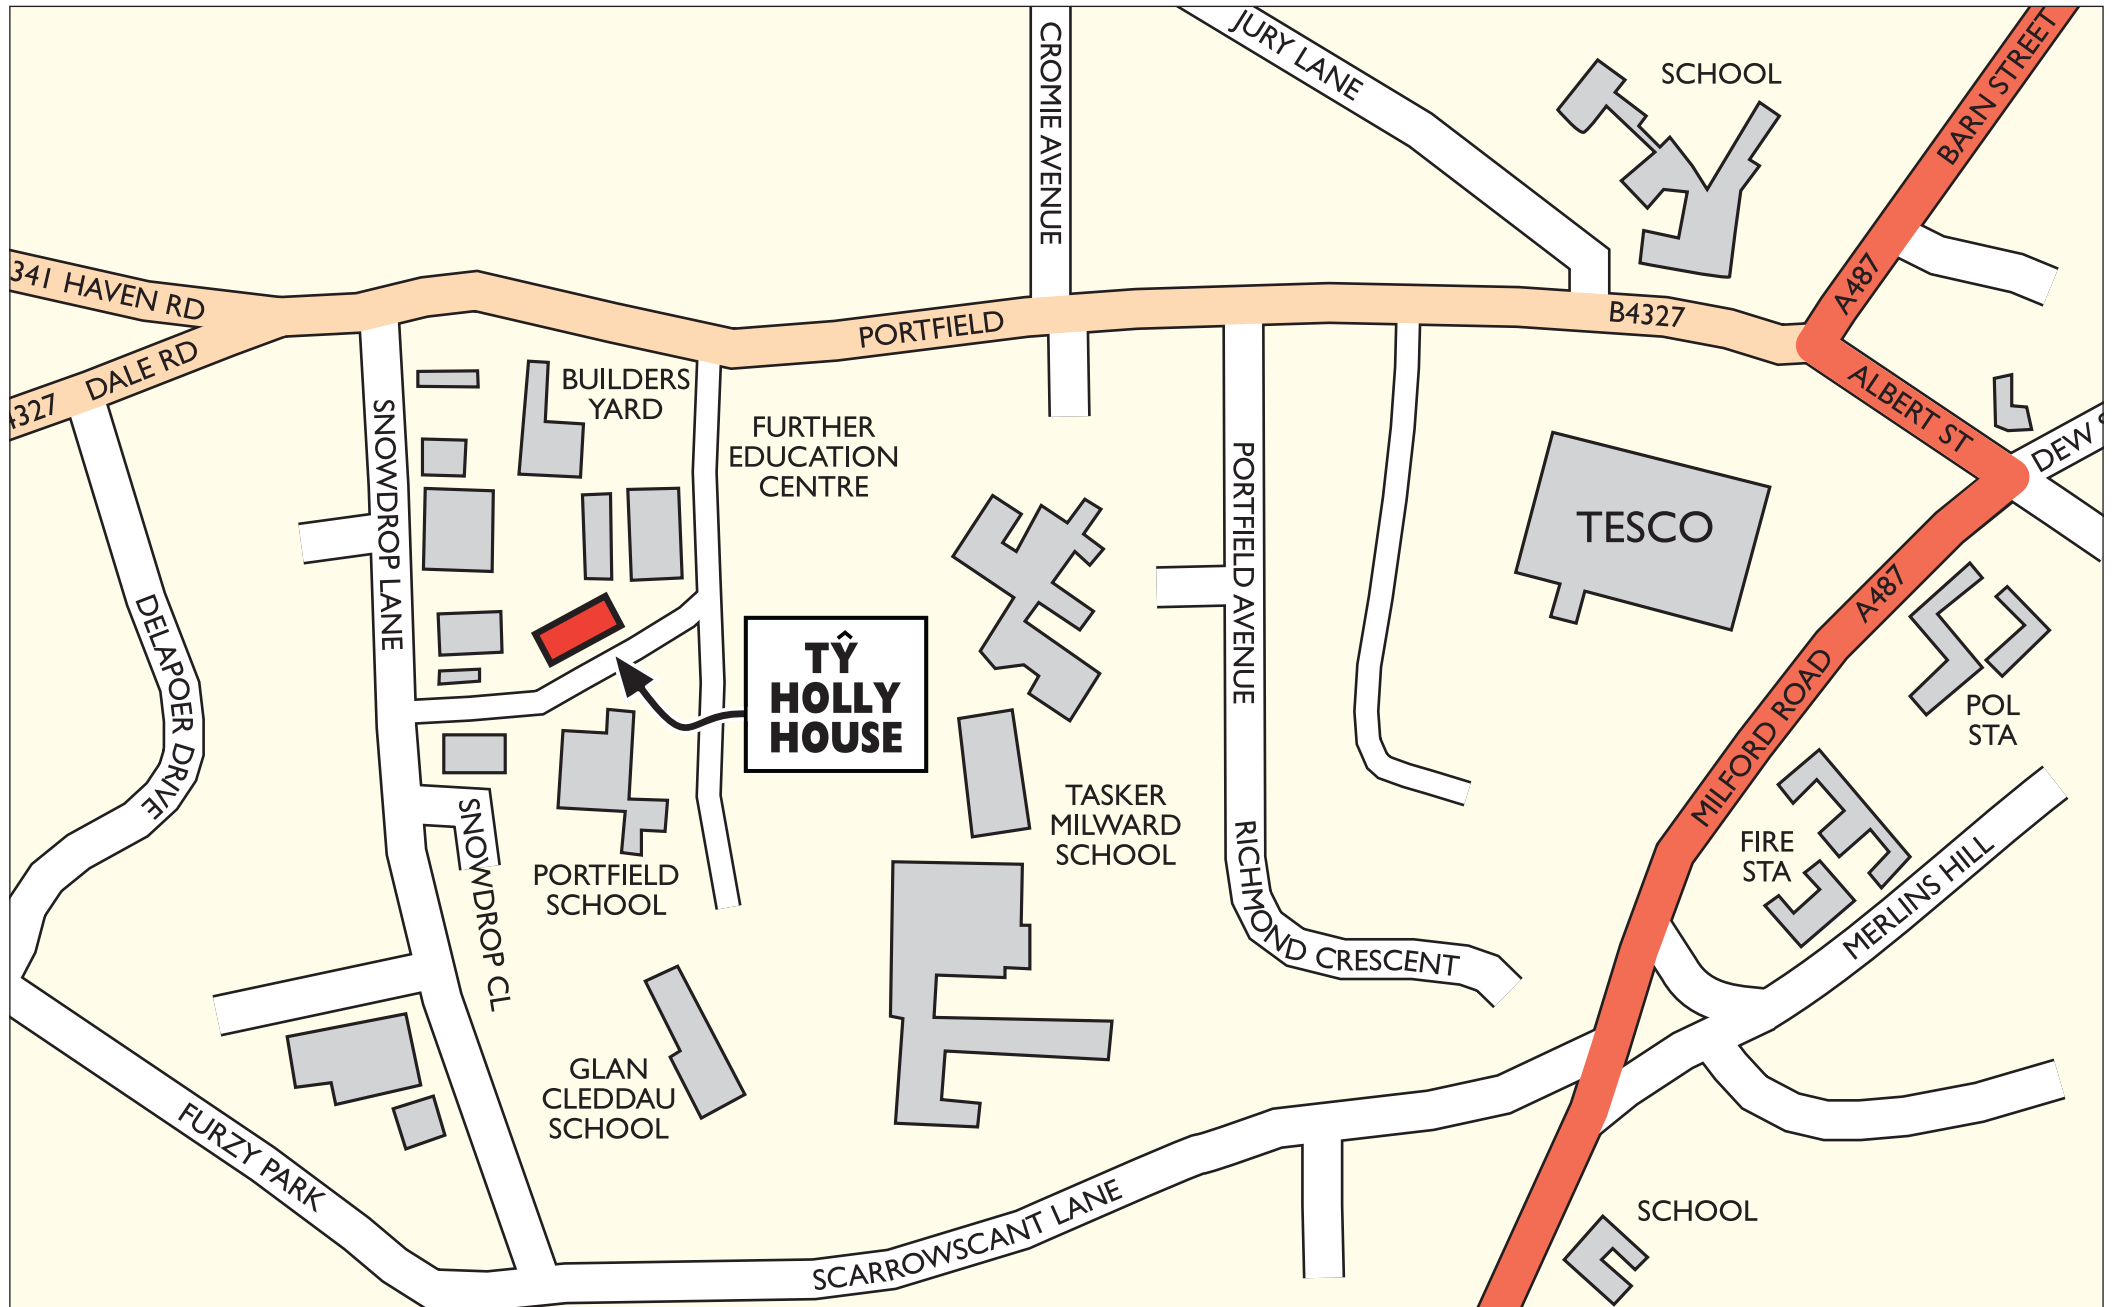 CROMIE AVENUE
JURY LANE
SCHOOL
BARN STREET
A487
341 HAVEN RD
DALE RD
4327
PORTFIELD
B4327
ALBERT ST
DEW S
SNOWDROP LANE
BUILDERS
YARD
FURTHER
EDUCATION
CENTRE
PORTFIELD AVENUE
TESCO
A487
DELAPOER DRIVE
TŶ
HOLLY
HOUSE
MILFORD ROAD
POL
STA
SNOWDROP CL
PORTFIELD
SCHOOL
TASKER
MILWARD
SCHOOL
RICHMOND CRESCENT
FIRE
STA
MERLINS HILL
GLAN
CLEDDAU
SCHOOL
FURZY PARK
SCARROWSCANT LANE
SCHOOL